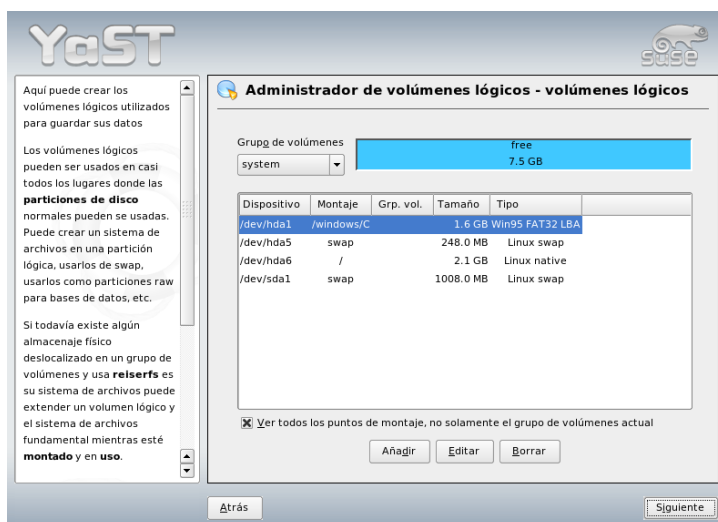 YaST
SUSE
Aquí puede crear los
volúmenes lógicos utilizados
para guardar sus datos
Los volúmenes lógicos
pueden ser usados en casi
todos los lugares donde las
particiones de disco
normales pueden se usadas.
Puede crear un sistema de
archivos en una partición
lógica, usarlos de swap,
usarlos como particiones raw
para bases de datos, etc.
Si todavía existe algún
almacenaje físico
deslocalizado en un grupo de
volúmenes y usa reiserfs es
su sistema de archivos puede
extender un volumen lógico y
el sistema de archivos
fundamental mientras esté
montado y en uso.
Administrador de volúmenes lógicos - volúmenes lógicos
Grupo de volúmenes
system
free
7.5 GB
Dispositivo Montaje Grp. vol. Tamaño Tipo
/dev/hda1 /windows/C 1.6 GB Win95 FAT32 LBA
/dev/hda5 swap 248.0 MB Linux swap
/dev/hda6 / 2.1 GB Linux native
/dev/sda1 swap 1008.0 MB Linux swap
Ver todos los puntos de montaje, no solamente el grupo de volúmenes actual
Añadir Editar Borrar
Atrás Siguiente